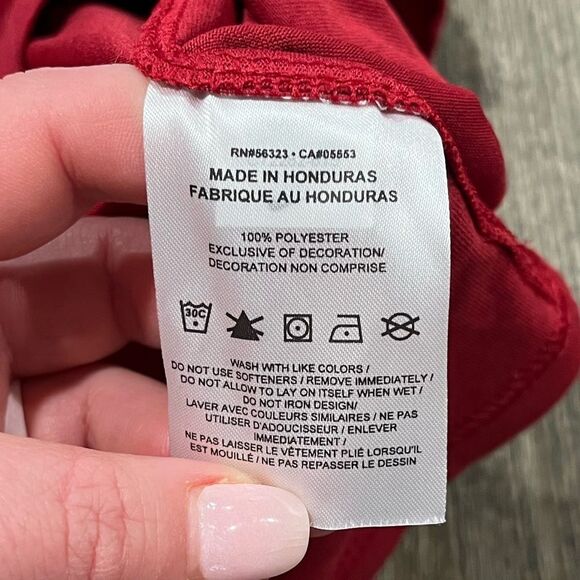 RN#56323 • CA#05553
MADE IN HONDURAS
FABRIQUE AU HONDURAS
100% POLYESTER
EXCLUSIVE OF DECORATION/
DECORATION NON COMPRISE
30C
WASH WITH LIKE COLORS /
DO NOT USE SOFTENERS / REMOVE IMMEDIATELY /
DO NOT ALLOW TO LAY ON ITSELF WHEN WET /
DO NOT IRON DESIGN/
LAVER AVEC COULEURS SIMILAIRES / NE PAS
UTILISER D'ADOUCISSEUR / ENLEVER
IMMEDIATEMENT /
NE PAS LAISSER LE VÊTEMENT PLIÉ LORSQU'IL
EST MOUILLÉ / NE PAS REPASSER LE DESSIN